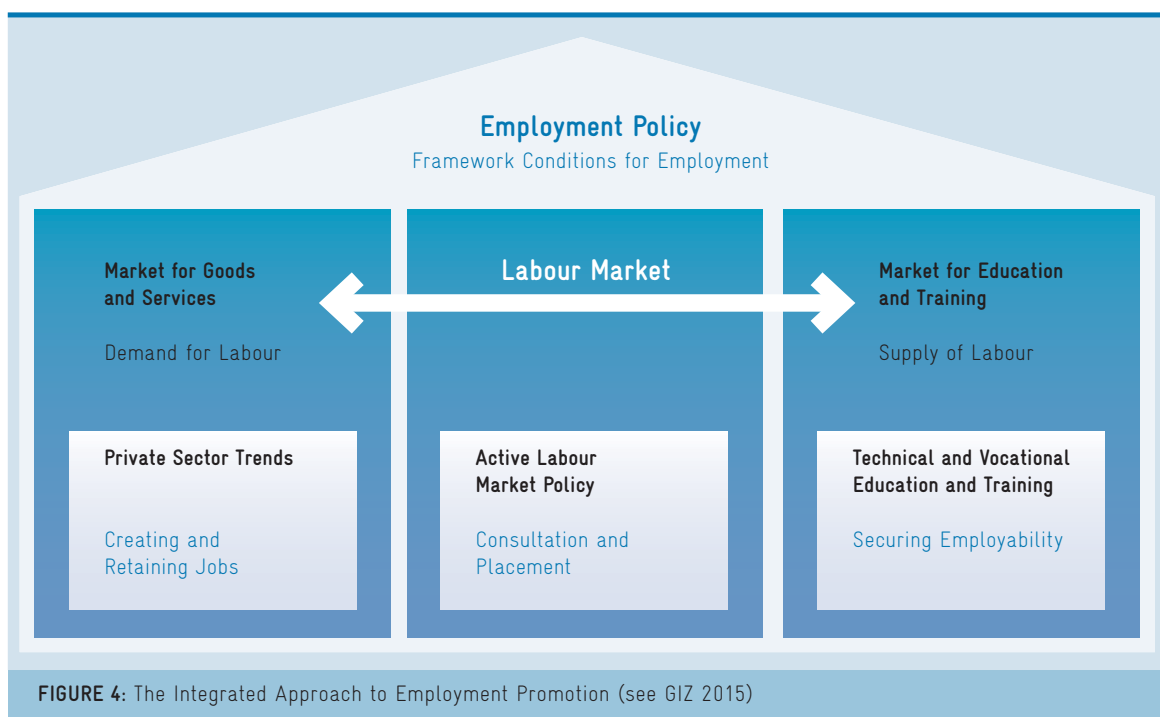 Employment Policy
Framework Conditions for Employment
Market for Goods
and Services
Demand for Labour
Private Sector Trends
Creating and
Retaining Jobs
Labour Market
Active Labour
Market Policy
Consultation and
Placement
Market for Education
and Training
Supply of Labour
Technical and Vocational
Education and Training
Securing Employability
FIGURE 4: The Integrated Approach to Employment Promotion (see GIZ 2015)